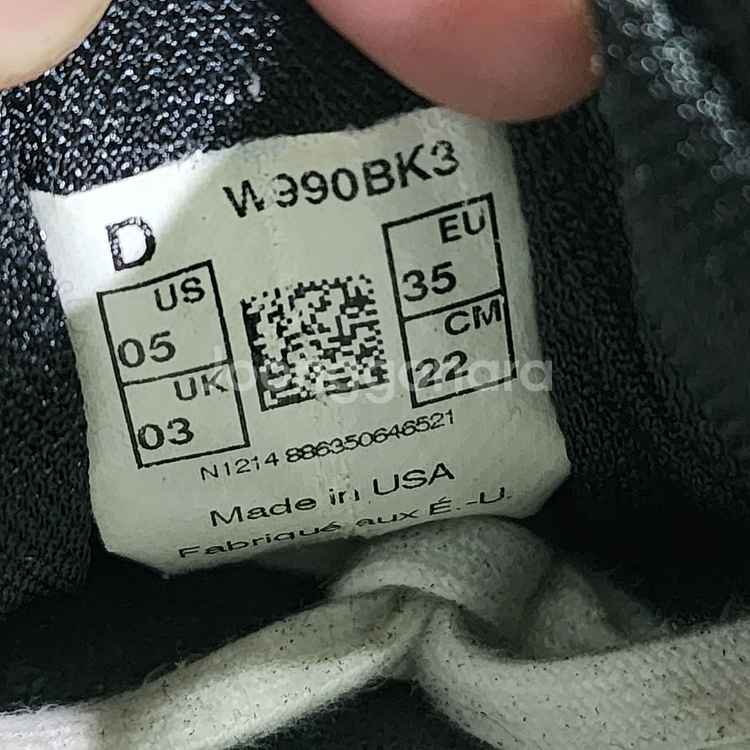 W990BK3
D
US
05
UK
03
EU
35
CM
22
N1214 886350646521
Made in USA
Fabriqué aux É.-U.